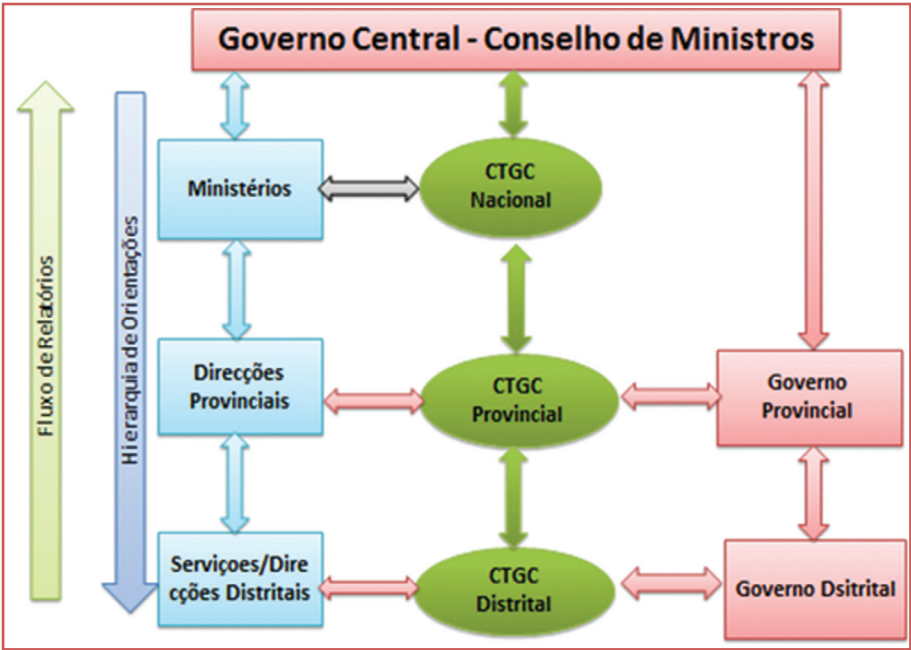 Governo Central - Conselho de Ministros
Ministérios
CTGC
Nacional
Fluxo de Relatórios
Hierarquia de Orientações
Direcções
Provinciais
CTGC
Provincial
Governo
Provincial
Serviçoes/Dire
cções Distritais
CTGC
Distrital
Governo Dsitrital